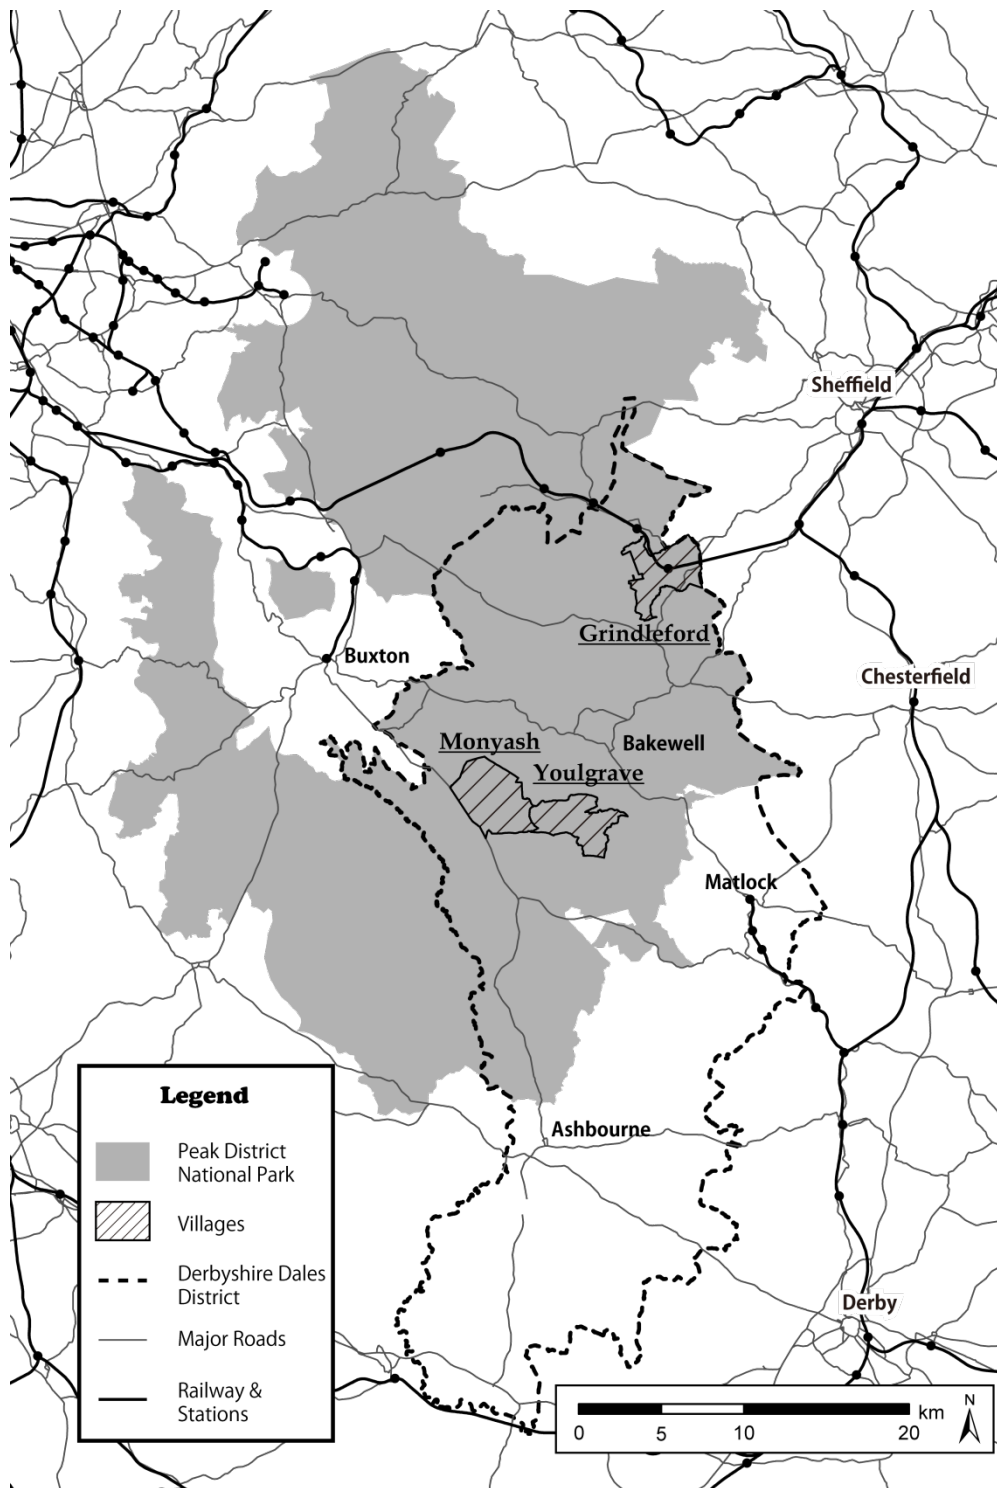 Sheffield
Grindleford
Buxton
Chesterfield
Monyash
Bakewell
Youlgrave
Matlock
Ashbourne
Derby
Legend
Peak District
National Park
Villages
Derbyshire Dales
District
Major Roads
Railway &
Stations
N
km
0 5 10 20